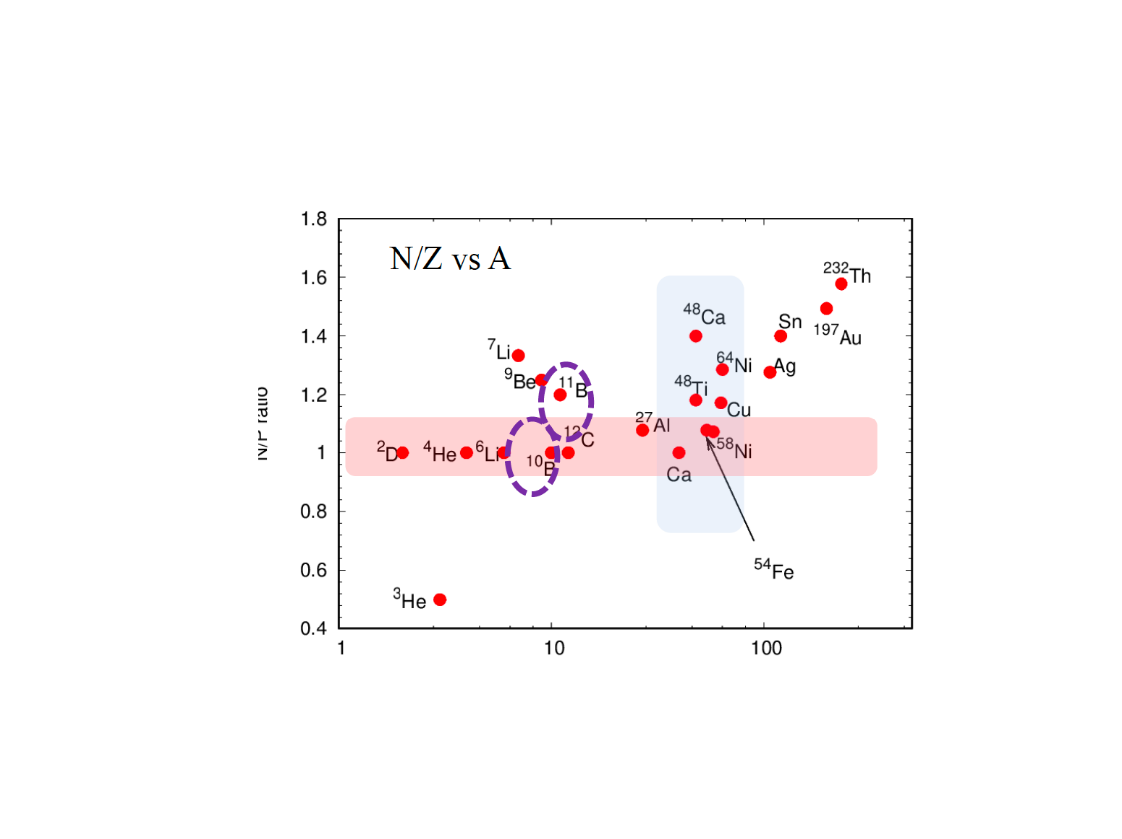 1.8
N/Z vs A
²³²Th
1.6
⁴⁸Ca
Sn
¹⁹⁷Au
1.4
⁷Li
⁶⁴Ni
Ag
⁹Be
¹¹B
⁴⁸Ti
1.2
Cu
²⁷Al
¹²C
N/P ratio
1
²D
⁴He
⁶Li
¹⁰B
⁵⁸Ni
Ca
0.8
⁵⁴Fe
0.6
³He
0.4
1
10
100